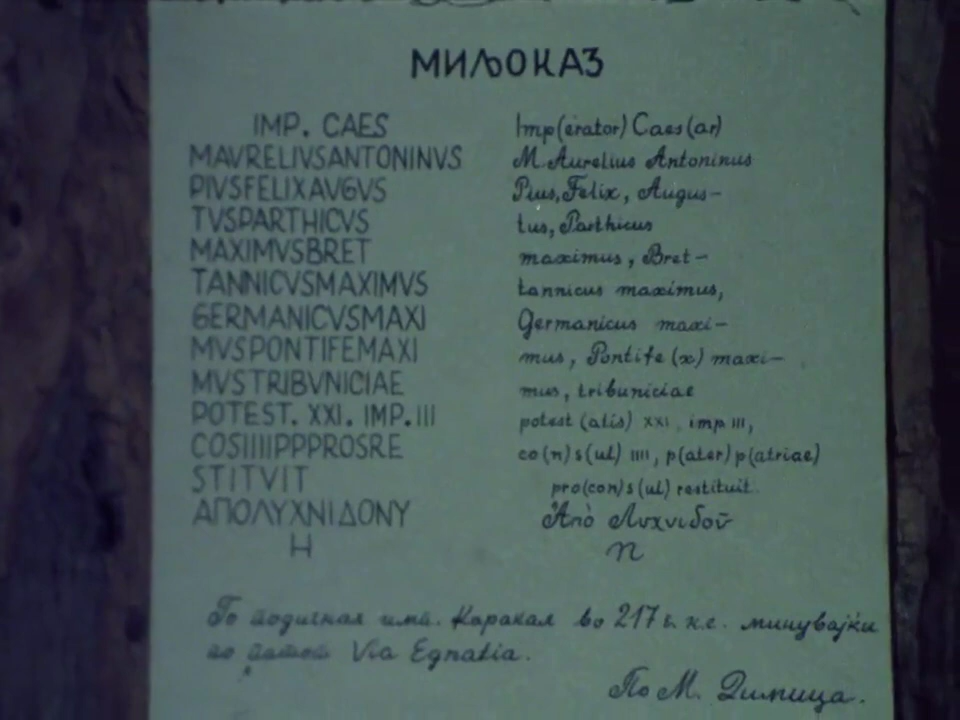 МИЉОКАЗ
IMP. CAES
MAVRELIVSANTONINVS
PIVSFELIXAVGVS
TVSPARTHICVS
MAXIMVSBRET
TANNICVSMAXIMVS
GERMANICVSMAXI
MVSPONTIFEMAXI
MVSTRIBVNICIAE
POTEST. XXI. IMP. III
COSIIIIPPPROSRE
STITVIT
ΑΠΟΛΥΧΝΙΔΟΝΥ
Η
Imp(erator) Caes(ar)
M. Aurelius Antoninus
Pius, Felix, Augus-
tus, Parthicus
maximus, Bret-
tannicus maximus,
Germanicus maxi-
mus, Pontife(x) maxi-
mus, tribuniciae
potest(atis) XXI, imp III,
co(n)s(ul) IIII, p(ater) p(atriae)
pro(con)s(ul) restituit.
Ἀπὸ Λυχνιδοῦ
η
Го подигнал имп. Каракал во 217 г. н.е. минувајќи
по патот Via Egnatia.
По М. Димица.